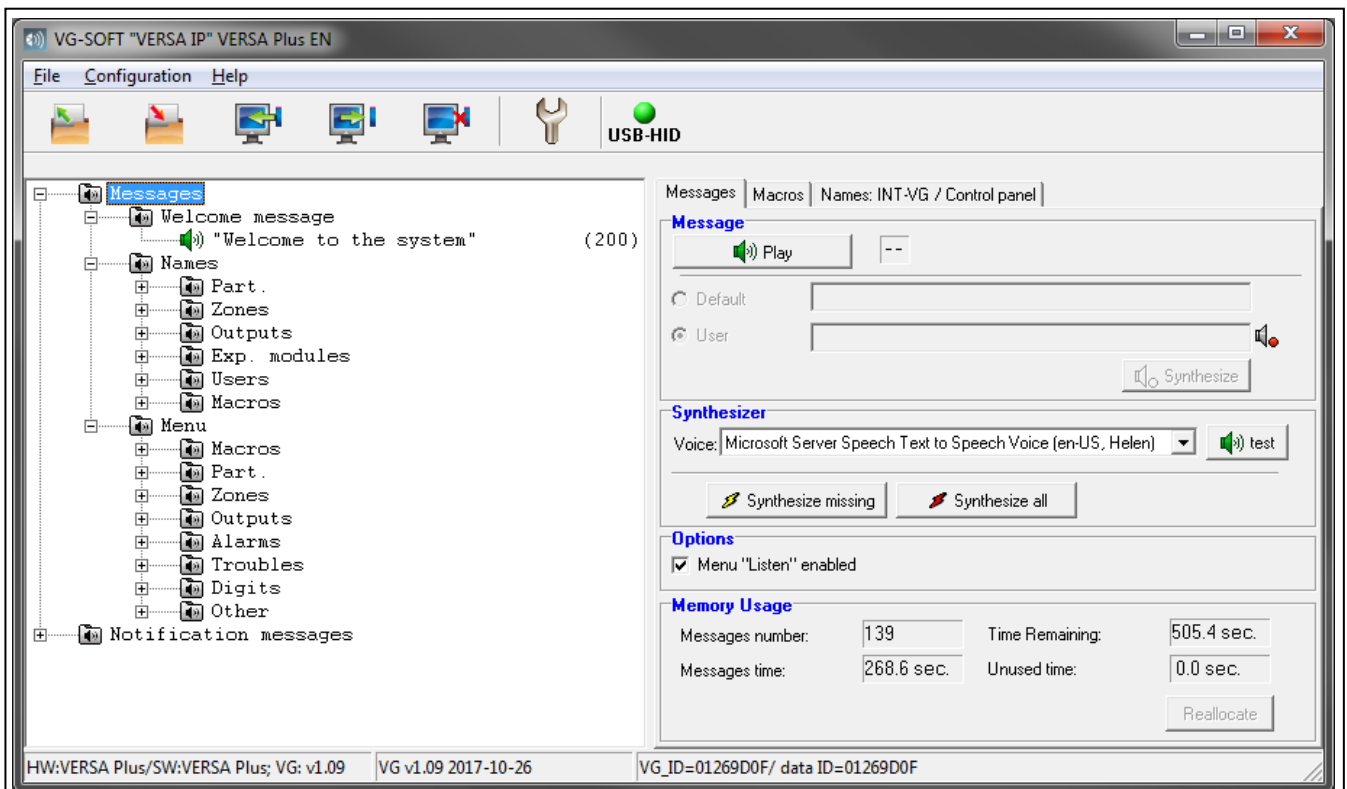 VG-SOFT "VERSA IP" VERSA Plus EN
File Configuration Help
USB-HID
Messages
Welcome message
"Welcome to the system" (200)
Names
Part.
Zones
Outputs
Exp. modules
Users
Macros
Menu
Macros
Part.
Zones
Outputs
Alarms
Troubles
Digits
Other
Notification messages
Messages Macros Names: INT-VG / Control panel
Message
Play --
Default
User
Synthesize
Synthesizer
Voice: Microsoft Server Speech Text to Speech Voice (en-US, Helen) test
Synthesize missing Synthesize all
Options
Menu "Listen" enabled
Memory Usage
Messages number: 139 Time Remaining: 505.4 sec.
Messages time: 268.6 sec. Unused time: 0.0 sec.
Reallocate
HW:VERSA Plus/SW:VERSA Plus; VG: v1.09 VG v1.09 2017-10-26 VG_ID=01269D0F/ data ID=01269D0F